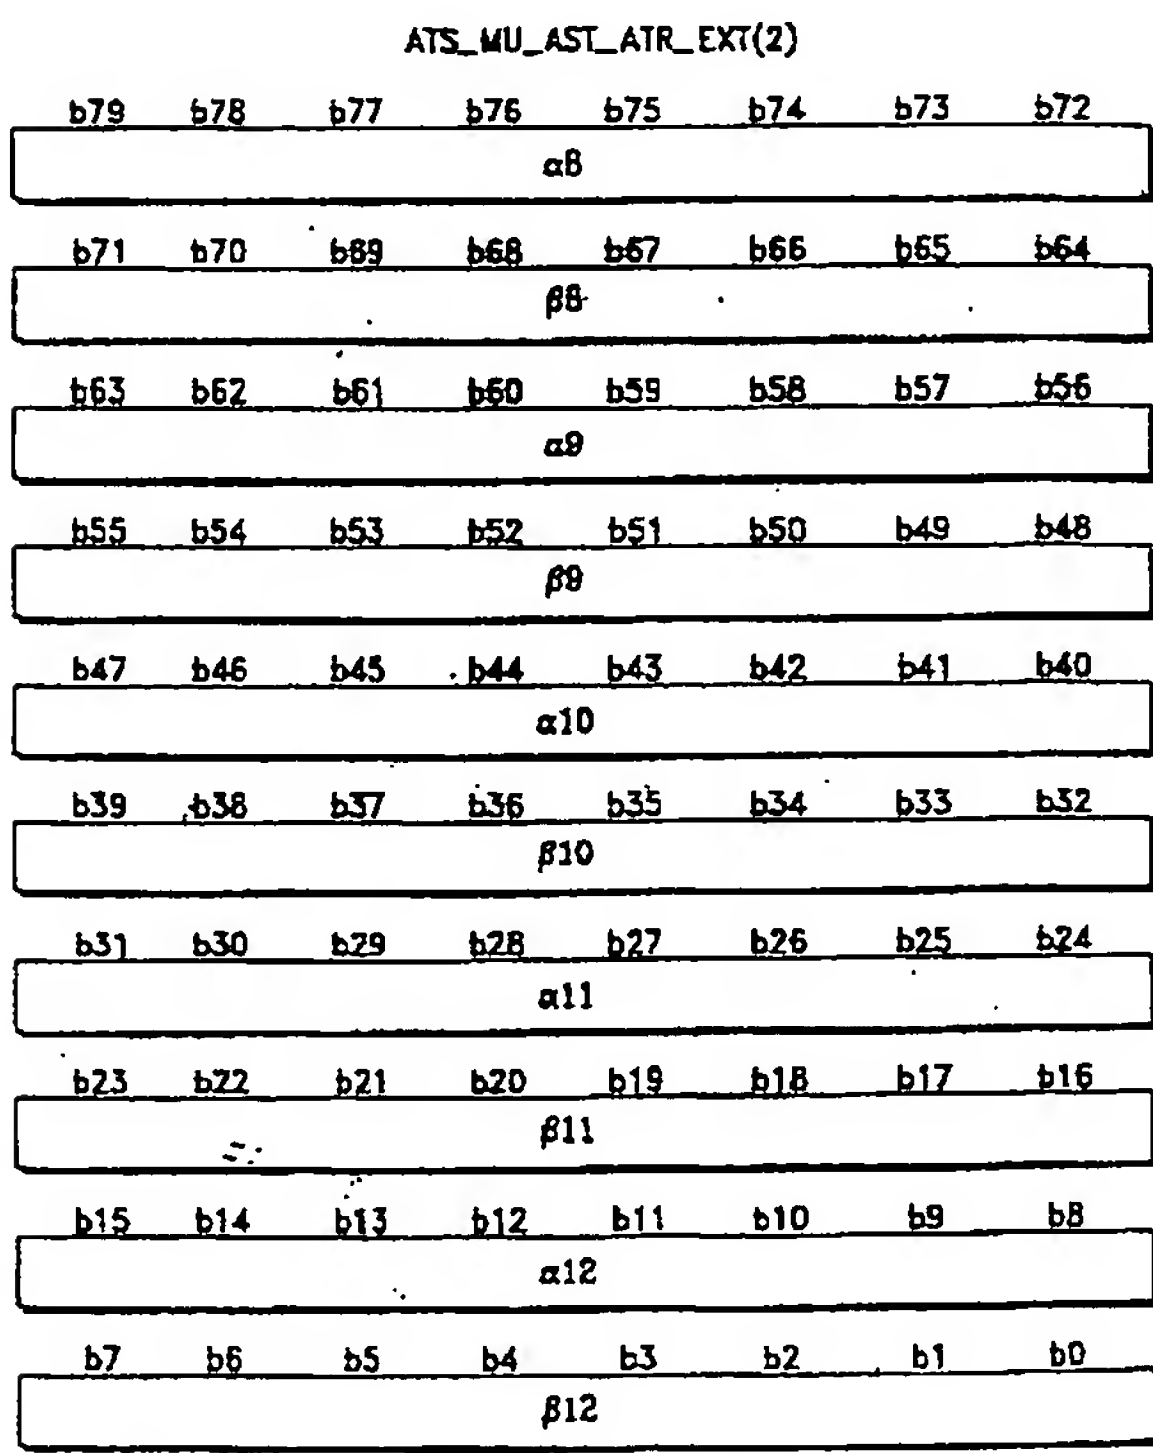 ATS_MU_AST_ATR_EXT(2)
b79 b78 b77 b76 b75 b74 b73 b72
α8
b71 b70 b69 b68 b67 b66 b65 b64
β8
b63 b62 b61 b60 b59 b58 b57 b56
α9
b55 b54 b53 b52 b51 b50 b49 b48
β9
b47 b46 b45 b44 b43 b42 b41 b40
α10
b39 b38 b37 b36 b35 b34 b33 b32
β10
b31 b30 b29 b28 b27 b26 b25 b24
α11
b23 b22 b21 b20 b19 b18 b17 b16
β11
b15 b14 b13 b12 b11 b10 b9 b8
α12
b7 b6 b5 b4 b3 b2 b1 b0
β12